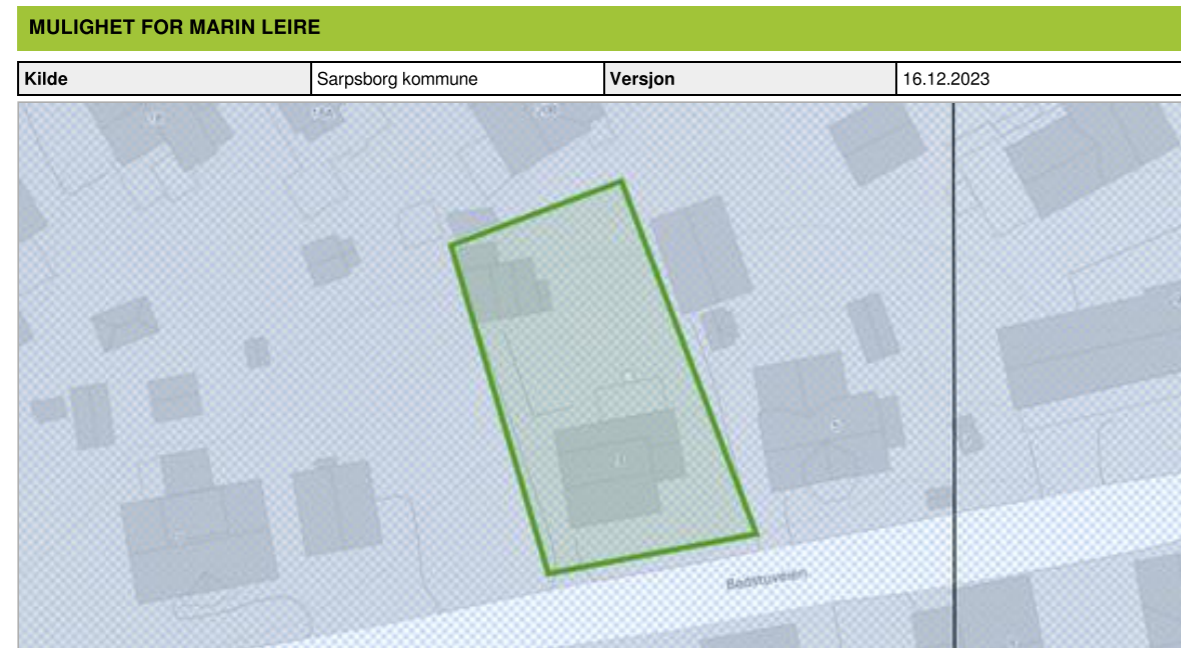 MULIGHET FOR MARIN LEIRE
Kilde Sarpsborg kommune Versjon 16.12.2023
Badstuveien